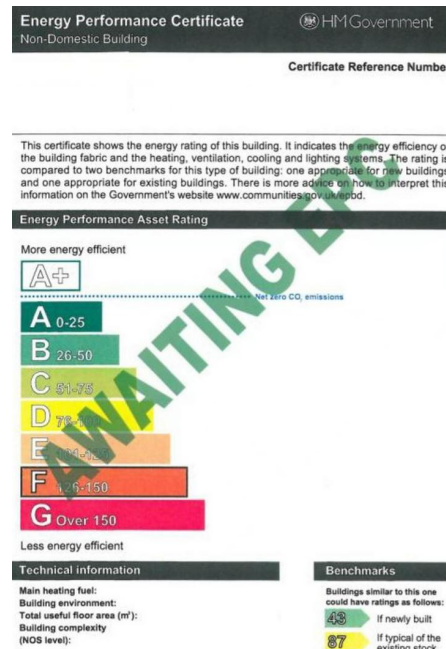 Energy Performance Certificate
HM Government
Non-Domestic Building
Certificate Reference Numbe
This certificate shows the energy rating of this building. It indicates the energy efficiency o
the building fabric and the heating, ventilation, cooling and lighting systems. The rating is
compared to two benchmarks for this type of building: one appropriate for new buildings
and one appropriate for existing buildings. There is more advice on how to interpret this
information on the Government's website www.communities.gov.uk/epbd.
Energy Performance Asset Rating
More energy efficient
A+
Net zero CO₂ emissions
A 0-25
B 26-50
C 51-75
D 76-100
E 101-125
F 126-150
G Over 150
AWAITING EPC
Less energy efficient
Technical information
Main heating fuel:
Building environment:
Total useful floor area (m²):
Building complexity
(NOS level):
Benchmarks
Buildings similar to this one
could have ratings as follows:
43 If newly built
87 If typical of the
existing stock